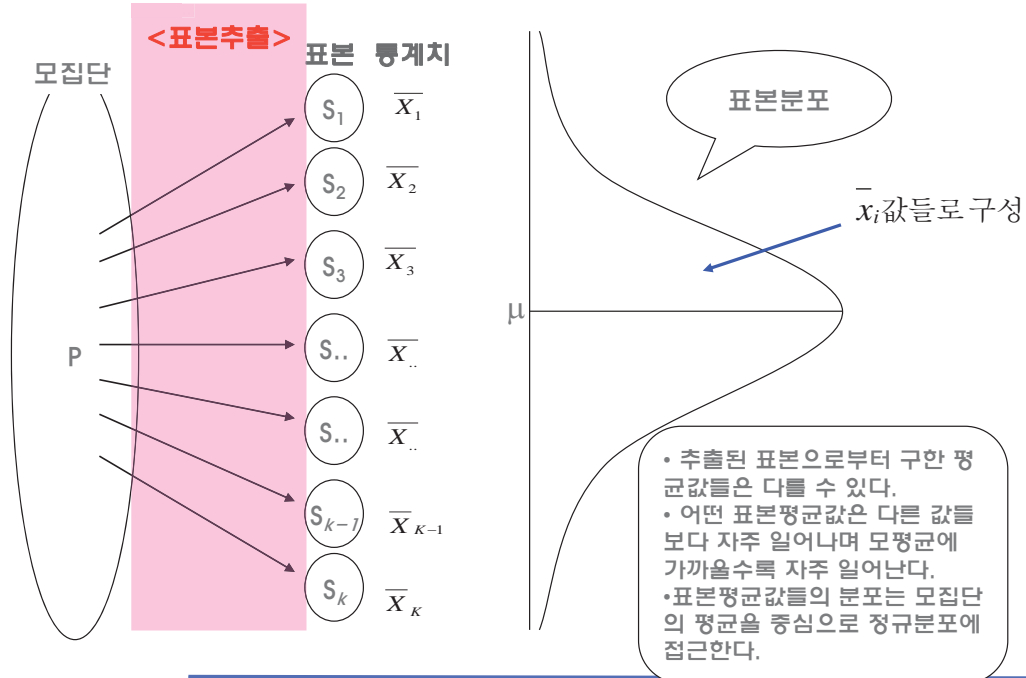 <표본추출>
모집단
표본 통계치
P
S₁ X̅₁
S₂ X̅₂
S₃ X̅₃
S.. X̅..
S.. X̅..
Sₖ₋₁ X̅ K−1
Sₖ X̅ K
μ
표본분포
x̅ᵢ값들로 구성
• 추출된 표본으로부터 구한 평
균값들은 다를 수 있다.
• 어떤 표본평균값은 다른 값들
보다 자주 일어나며 모평균에
가까울수록 자주 일어난다.
•표본평균값들의 분포는 모집단
의 평균을 중심으로 정규분포에
접근한다.